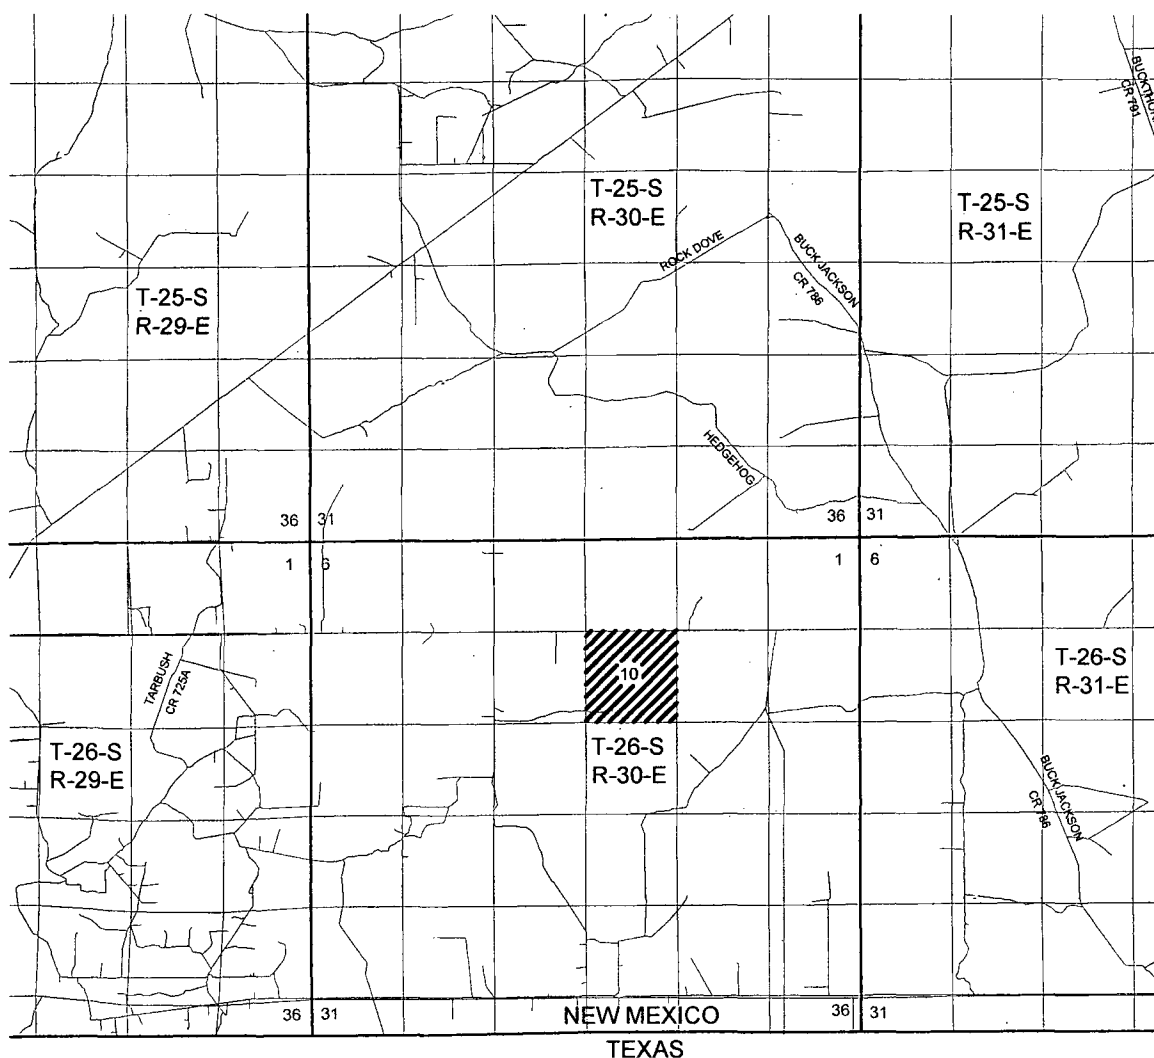 BUCKTHORN
CR 791
T-25-S
R-30-E
T-25-S
R-31-E
ROCK DOVE
BUCK JACKSON
CR 786
T-25-S
R-29-E
HEDGEHOG
36
31
36
31
1
6
1
6
TARBUSH
CR 725A
10
T-26-S
R-31-E
T-26-S
R-29-E
T-26-S
R-30-E
BUCK JACKSON
CR 786
36
31
NEW MEXICO
36
31
TEXAS